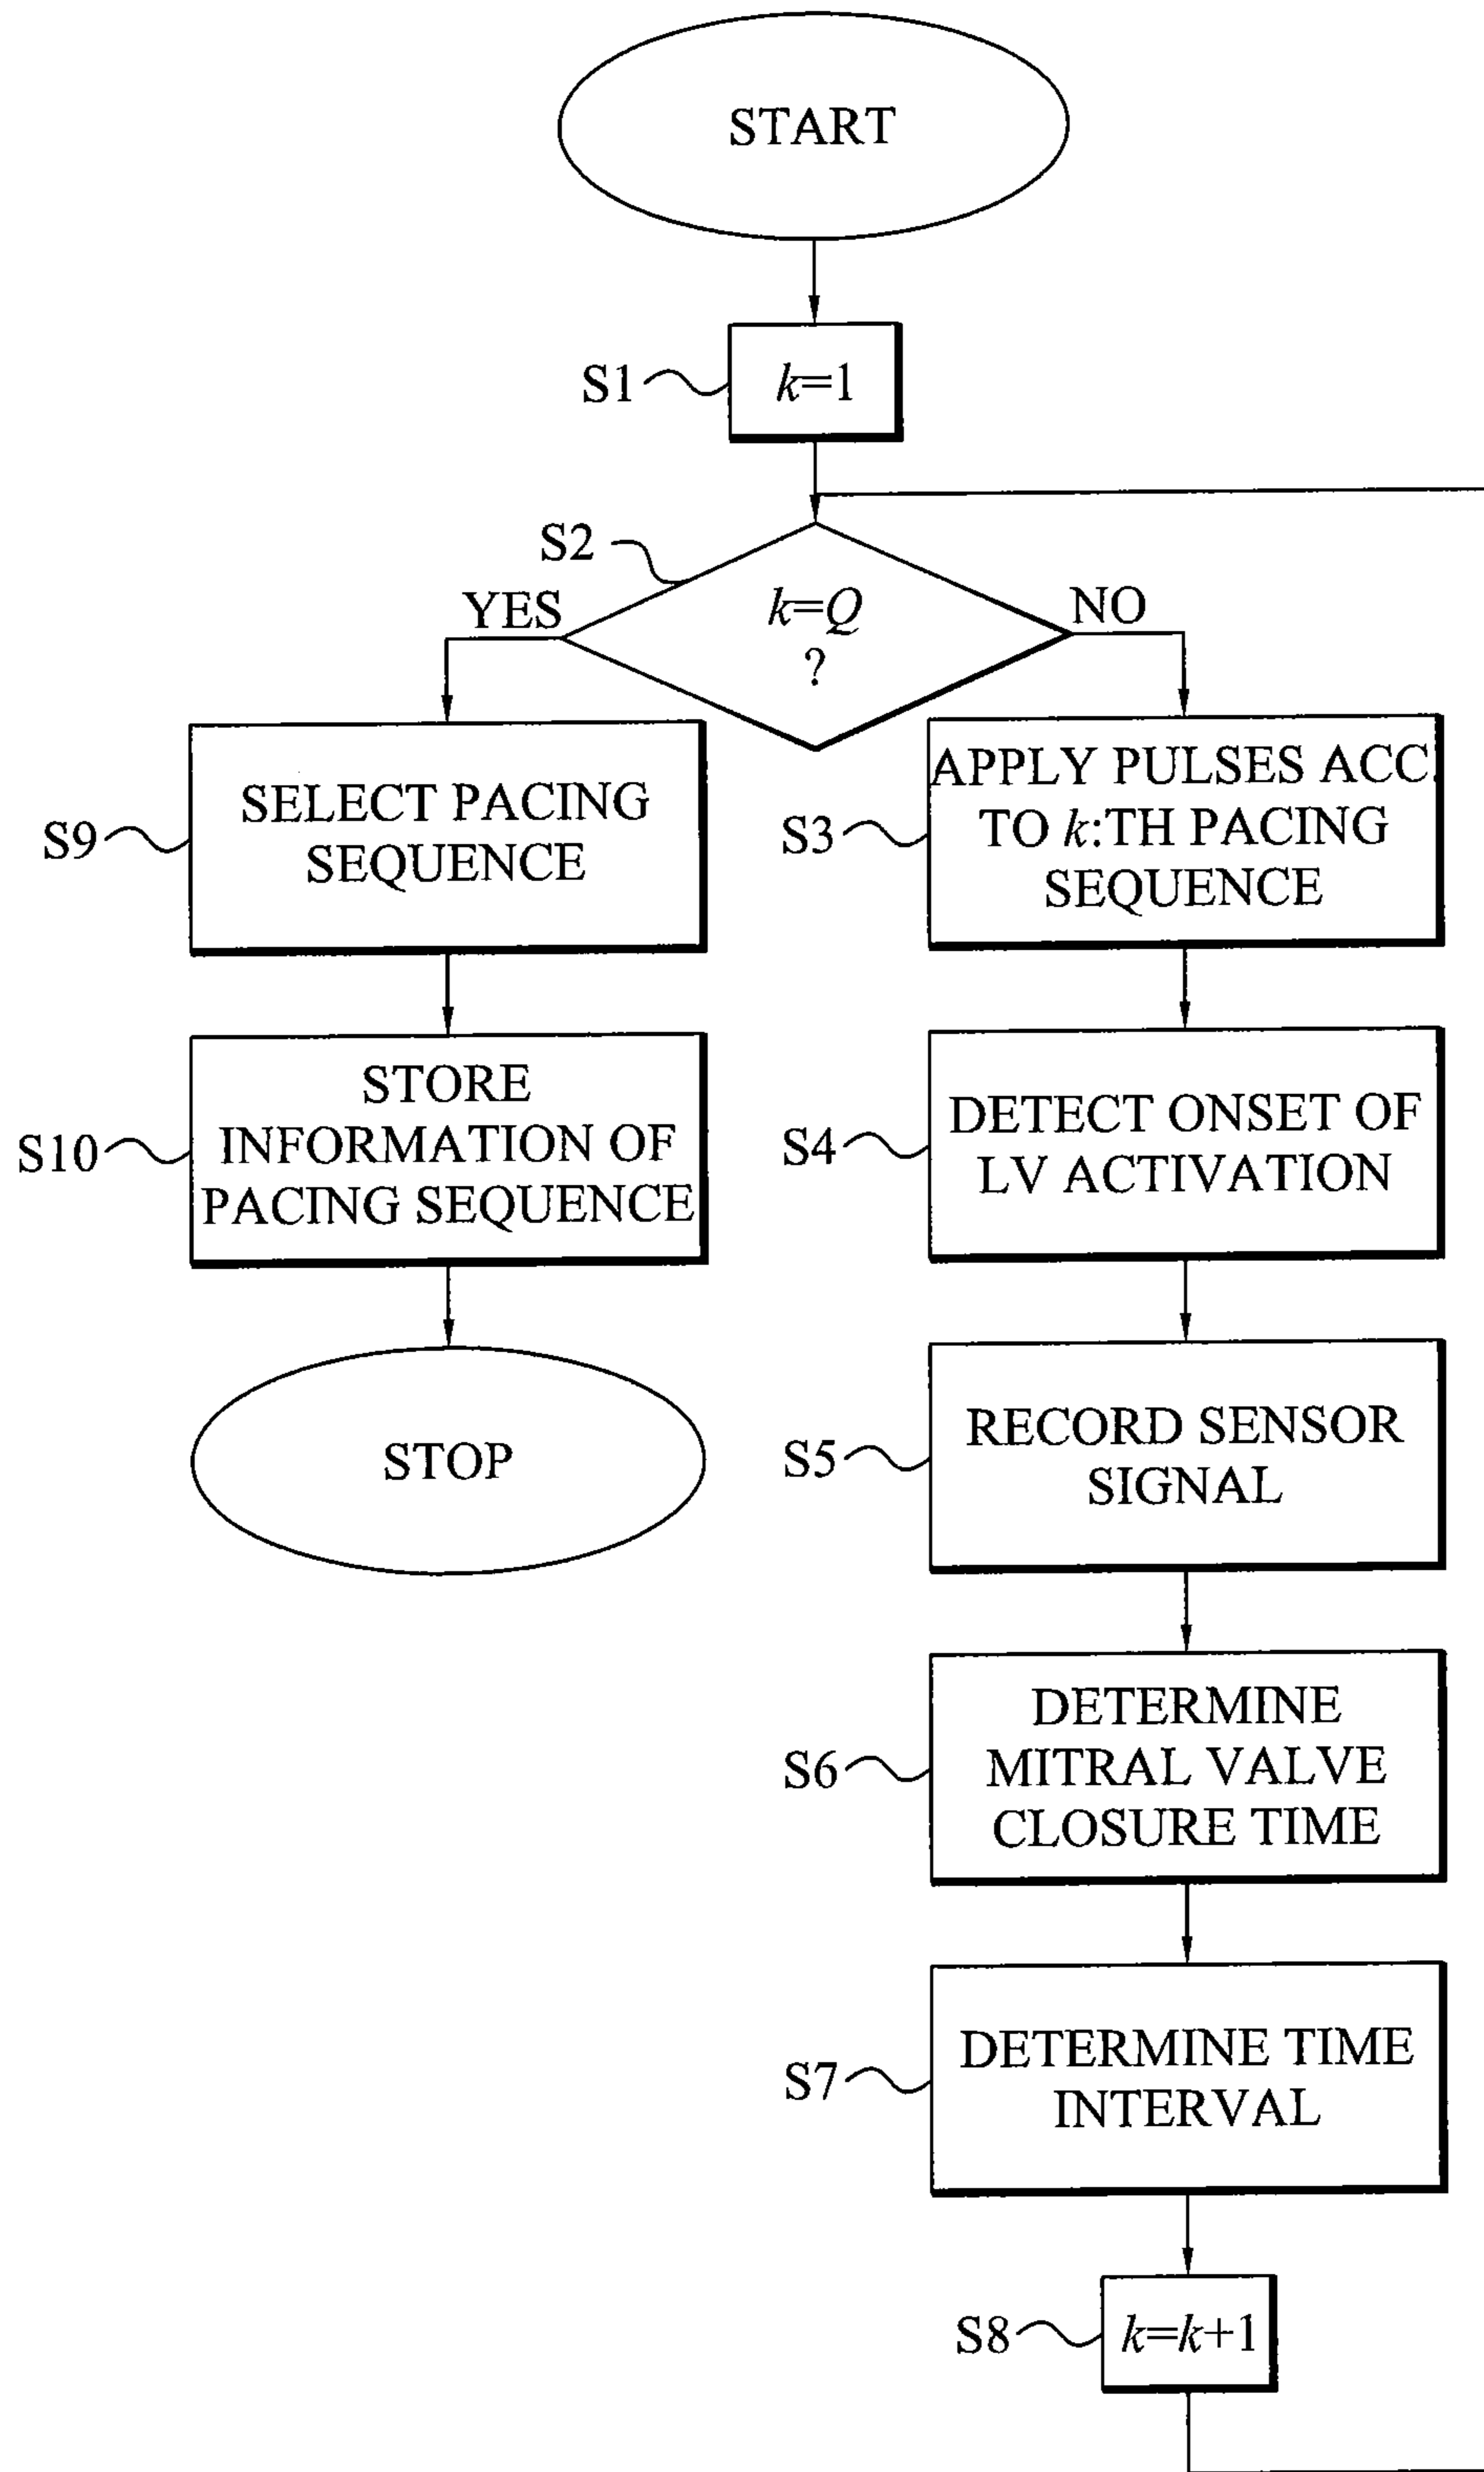 START
S1
k=1
S2
k=Q
?
YES
NO
S9
SELECT PACING
SEQUENCE
S3
APPLY PULSES ACC
TO k:TH PACING
SEQUENCE
S10
STORE
INFORMATION OF
PACING SEQUENCE
S4
DETECT ONSET OF
LV ACTIVATION
STOP
S5
RECORD SENSOR
SIGNAL
S6
DETERMINE
MITRAL VALVE
CLOSURE TIME
S7
DETERMINE TIME
INTERVAL
S8
k=k+1